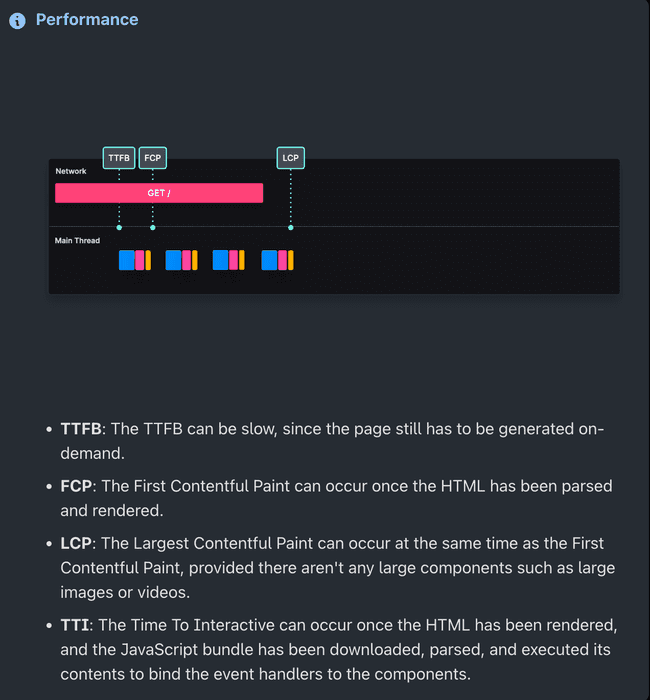 Performance
TTFB FCP LCP
Network
GET /
Main Thread
• TTFB: The TTFB can be slow, since the page still has to be generated on-
demand.
• FCP: The First Contentful Paint can occur once the HTML has been parsed
and rendered.
• LCP: The Largest Contentful Paint can occur at the same time as the First
Contentful Paint, provided there aren't any large components such as large
images or videos.
• TTI: The Time To Interactive can occur once the HTML has been rendered,
and the JavaScript bundle has been downloaded, parsed, and executed its
contents to bind the event handlers to the components.